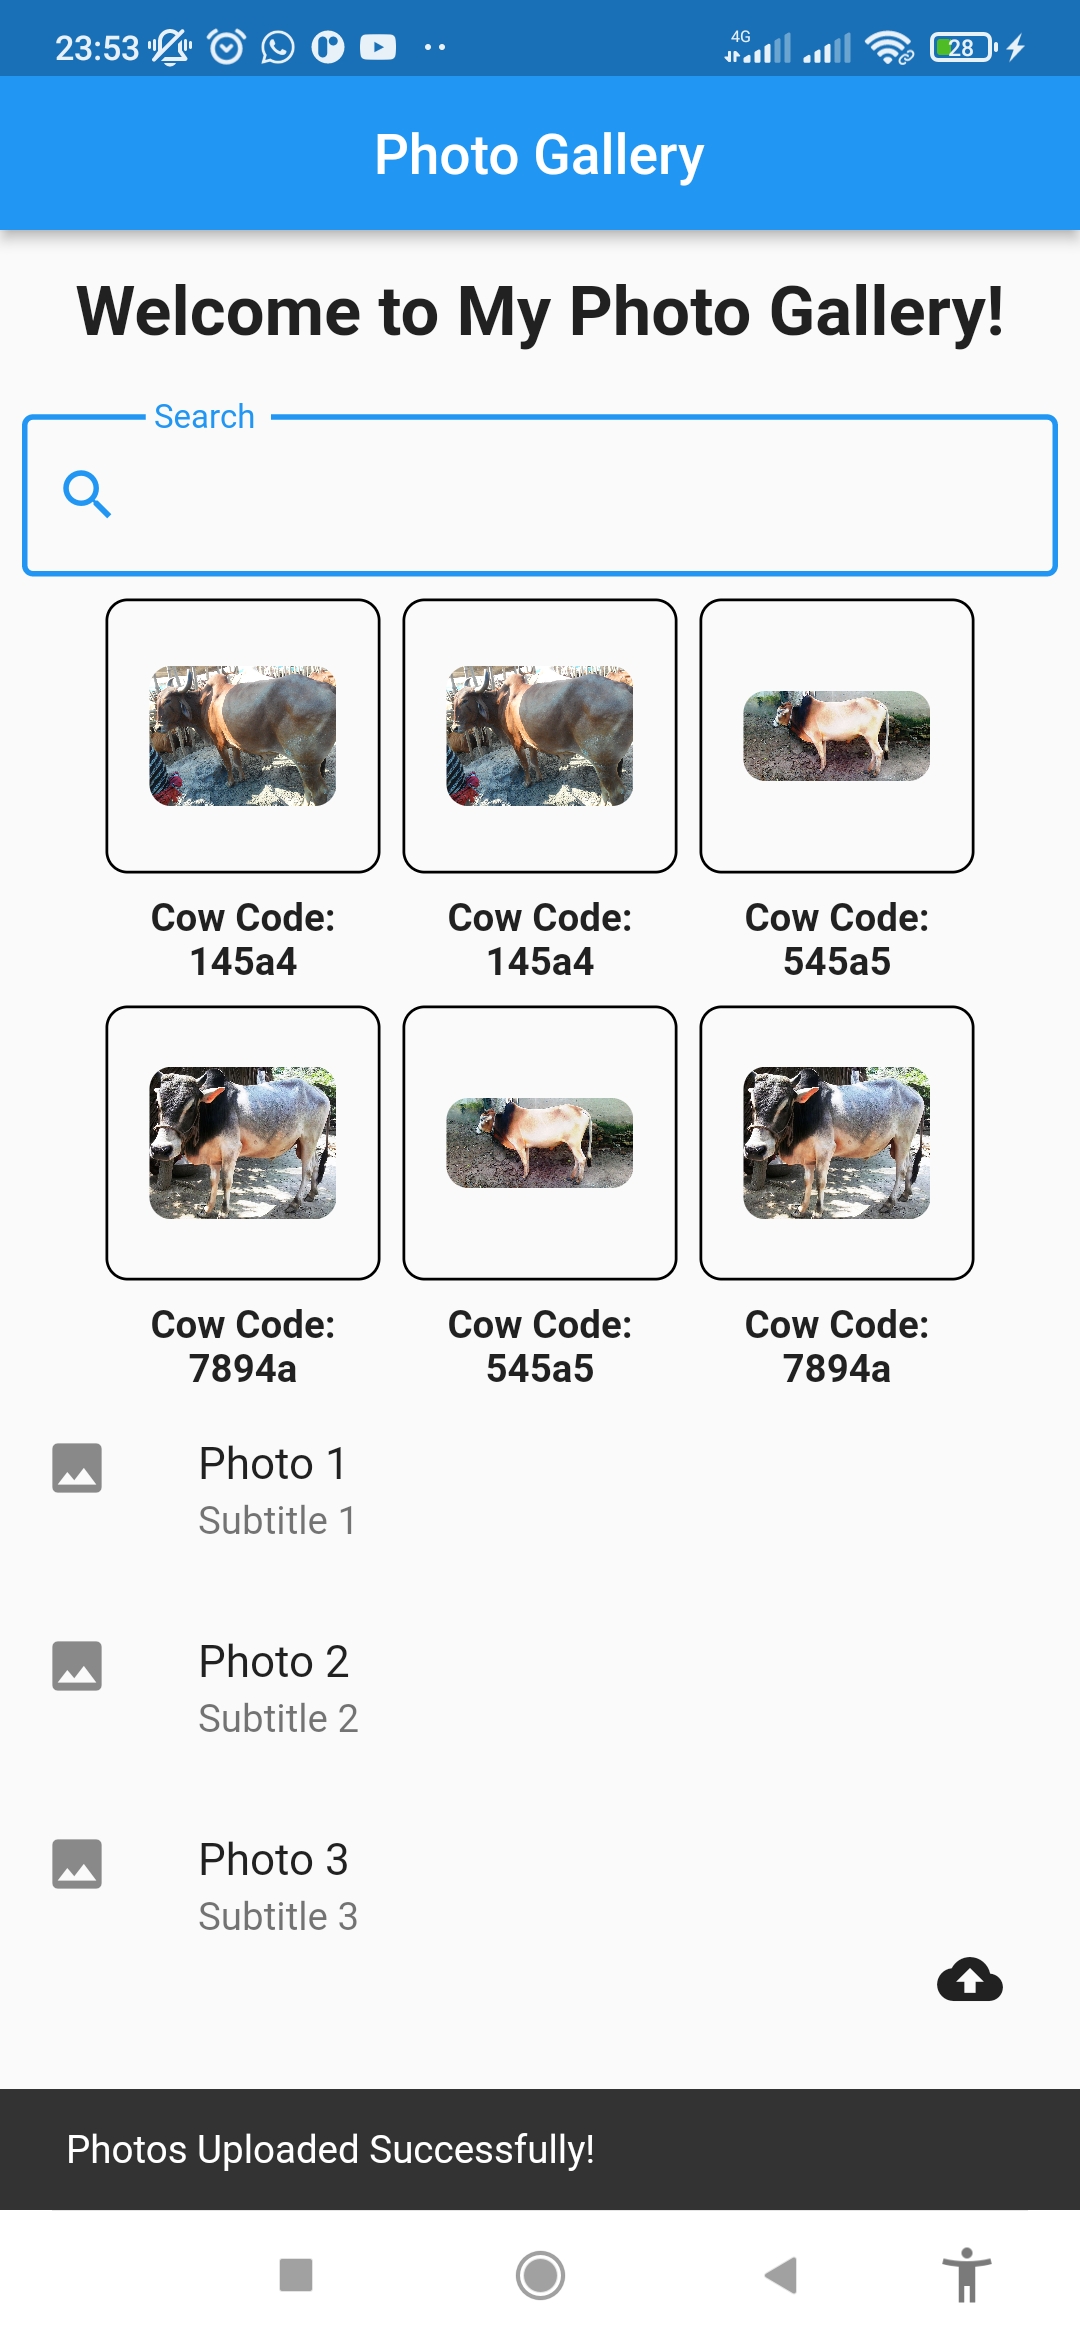 23:53
4G
28
Photo Gallery
Welcome to My Photo Gallery!
Search
Cow Code:
145a4
Cow Code:
145a4
Cow Code:
545a5
Cow Code:
7894a
Cow Code:
545a5
Cow Code:
7894a
Photo 1
Subtitle 1
Photo 2
Subtitle 2
Photo 3
Subtitle 3
Photos Uploaded Successfully!